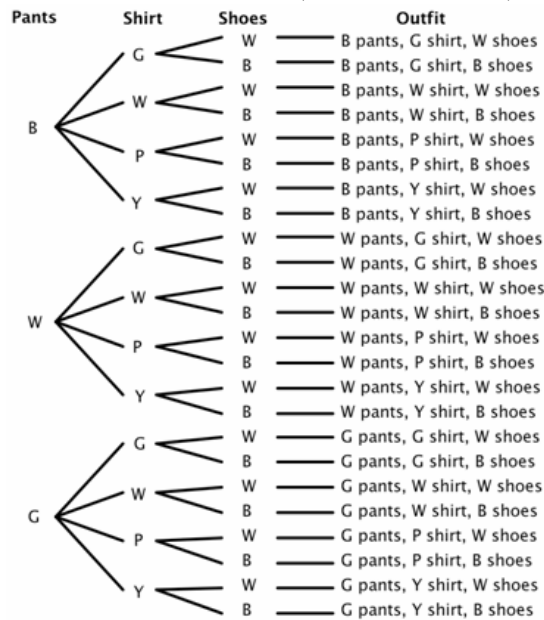 Pants Shirt Shoes Outfit
G W B pants, G shirt, W shoes
B B pants, G shirt, B shoes
W W B pants, W shirt, W shoes
B B pants, W shirt, B shoes
B
P W B pants, P shirt, W shoes
B B pants, P shirt, B shoes
Y W B pants, Y shirt, W shoes
B B pants, Y shirt, B shoes
G W W pants, G shirt, W shoes
B W pants, G shirt, B shoes
W W W pants, W shirt, W shoes
B W pants, W shirt, B shoes
W
P W W pants, P shirt, W shoes
B W pants, P shirt, B shoes
Y W W pants, Y shirt, W shoes
B W pants, Y shirt, B shoes
G W G pants, G shirt, W shoes
B G pants, G shirt, B shoes
W W G pants, W shirt, W shoes
B G pants, W shirt, B shoes
G
P W G pants, P shirt, W shoes
B G pants, P shirt, B shoes
Y W G pants, Y shirt, W shoes
B G pants, Y shirt, B shoes